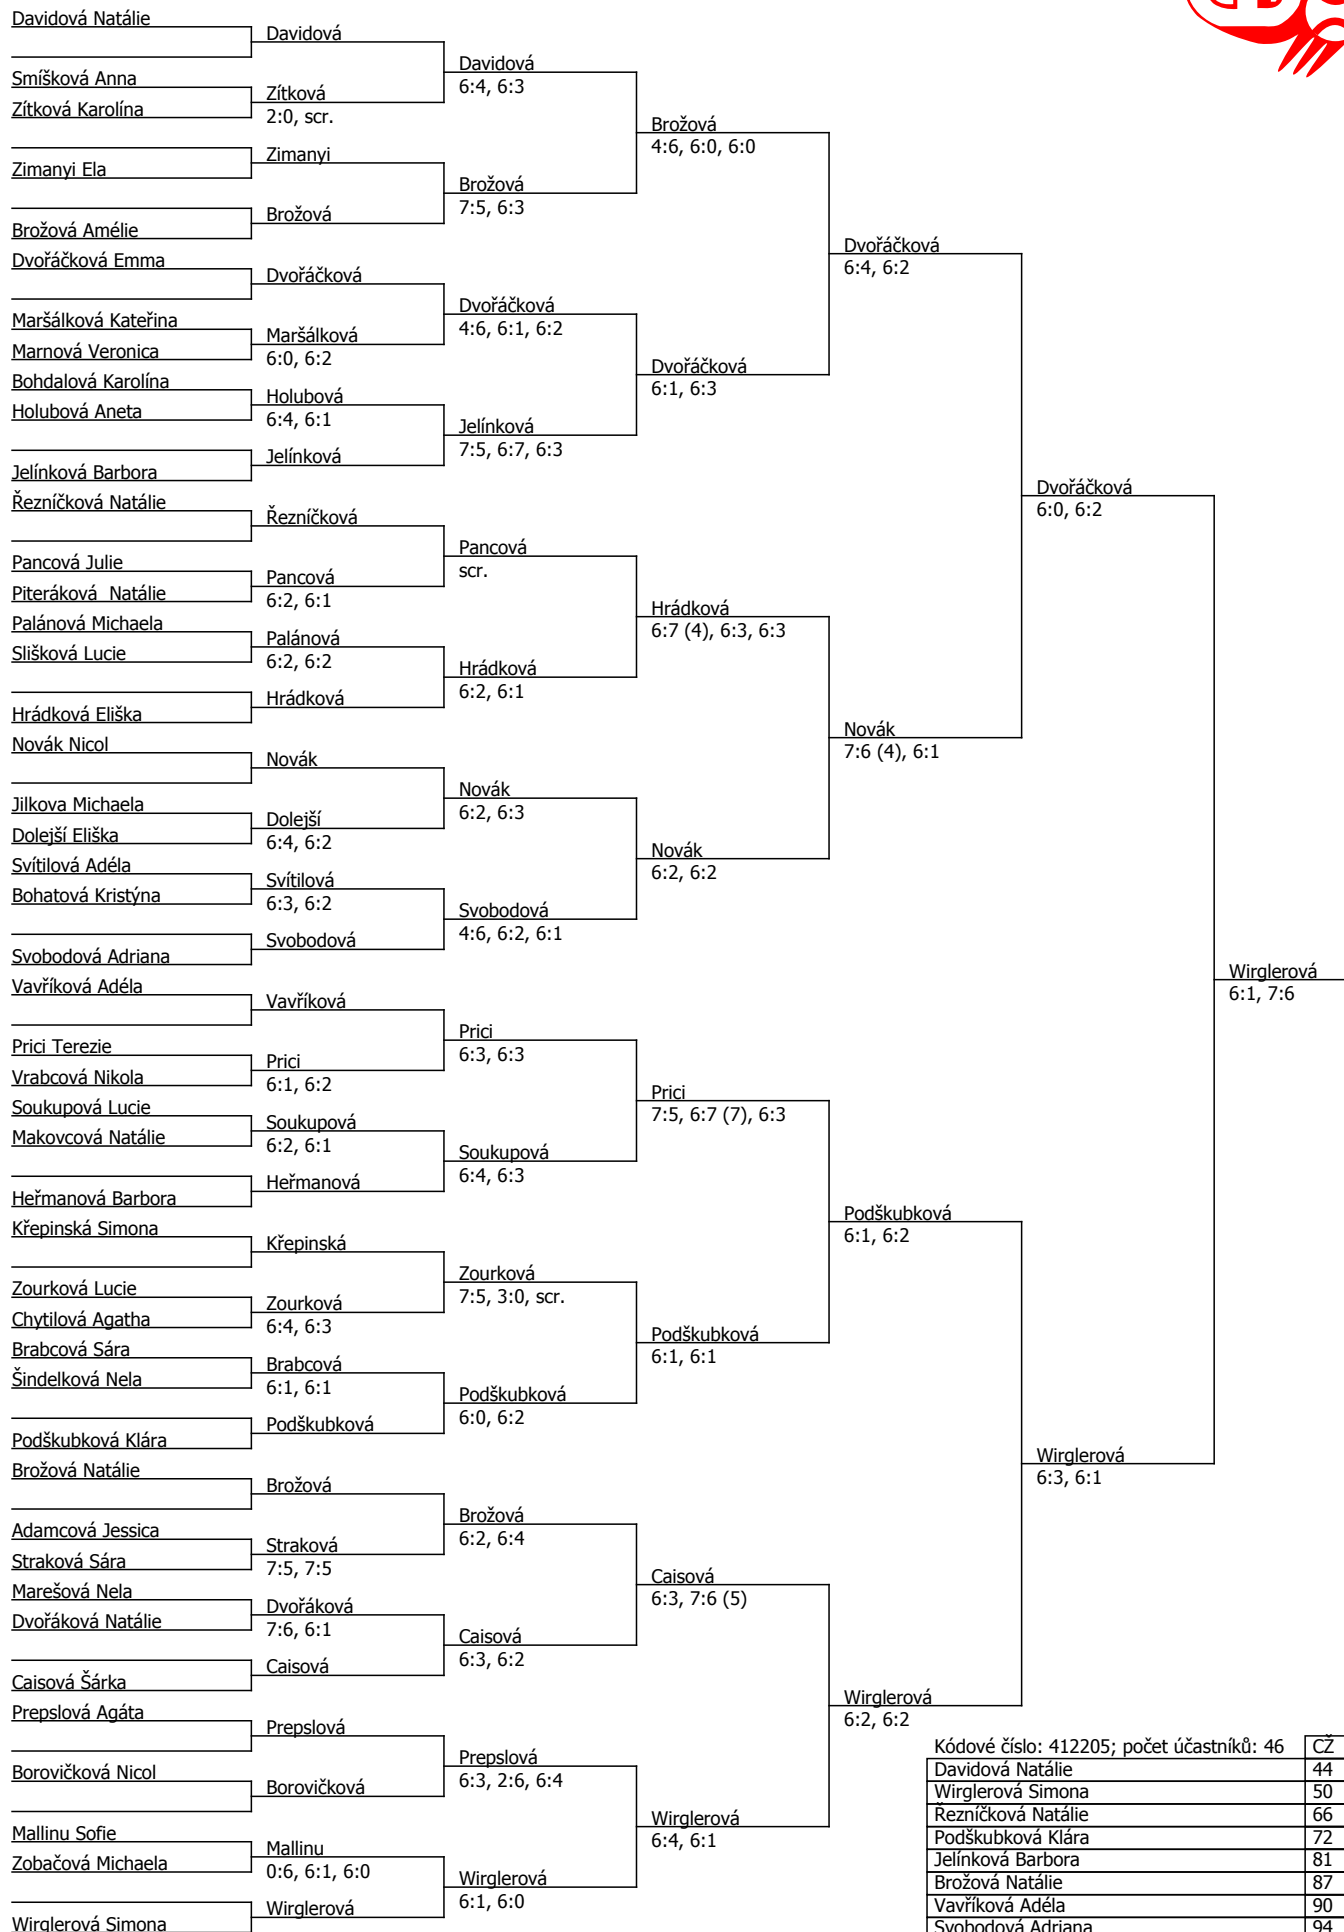 Davidová Natálie
Smíšková Anna
Zítková Karolína
Zimanyi Ela
Brožová Amélie
Dvořáčková Emma
Maršálková Kateřina
Marnová Veronica
Bohdalová Karolína
Holubová Aneta
Jelínková Barbora
Řezníčková Natálie
Pancová Julie
Piteráková  Natálie
Palánová Michaela
Slišková Lucie
Hrádková Eliška
Novák Nicol
Jilkova Michaela
Dolejší Eliška
Svítilová Adéla
Bohatová Kristýna
Svobodová Adriana
Vavříková Adéla
Prici Terezie
Vrabcová Nikola
Soukupová Lucie
Makovcová Natálie
Heřmanová Barbora
Křepinská Simona
Zourková Lucie
Chytilová Agatha
Brabcová Sára
Šindelková Nela
Podškubková Klára
Brožová Natálie
Adamcová Jessica
Straková Sára
Marešová Nela
Dvořáková Natálie
Caisová Šárka
Prepslová Agáta
Borovičková Nicol
Mallinu Sofie
Zobačová Michaela
Wirglerová Simona
Davidová
Zítková
2:0, scr.
Zimanyi
Brožová
Dvořáčková
Maršálková
6:0, 6:2
Holubová
6:4, 6:1
Jelínková
Řezníčková
Pancová
6:2, 6:1
Palánová
6:2, 6:2
Hrádková
Novák
Dolejší
6:4, 6:2
Svítilová
6:3, 6:2
Svobodová
Vavříková
Prici
6:1, 6:2
Soukupová
6:2, 6:1
Heřmanová
Křepinská
Zourková
6:4, 6:3
Brabcová
6:1, 6:1
Podškubková
Brožová
Straková
7:5, 7:5
Dvořáková
7:6, 6:1
Caisová
Prepslová
Borovičková
Mallinu
0:6, 6:1, 6:0
Wirglerová
Davidová
6:4, 6:3
Brožová
7:5, 6:3
Dvořáčková
4:6, 6:1, 6:2
Jelínková
7:5, 6:7, 6:3
Pancová
scr.
Hrádková
6:2, 6:1
Novák
6:2, 6:3
Svobodová
4:6, 6:2, 6:1
Prici
6:3, 6:3
Soukupová
6:4, 6:3
Zourková
7:5, 3:0, scr.
Podškubková
6:0, 6:2
Brožová
6:2, 6:4
Caisová
6:3, 6:2
Prepslová
6:3, 2:6, 6:4
Wirglerová
6:1, 6:0
Brožová
4:6, 6:0, 6:0
Dvořáčková
6:1, 6:3
Hrádková
6:7 (4), 6:3, 6:3
Novák
6:2, 6:2
Prici
7:5, 6:7 (7), 6:3
Podškubková
6:1, 6:1
Caisová
6:3, 7:6 (5)
Wirglerová
6:4, 6:1
Dvořáčková
6:4, 6:2
Novák
7:6 (4), 6:1
Podškubková
6:1, 6:2
Wirglerová
6:2, 6:2
Dvořáčková
6:0, 6:2
Wirglerová
6:3, 6:1
Wirglerová
6:1, 7:6
Kódové číslo: 412205; počet účastníků: 46 CŽ
Davidová Natálie 44
Wirglerová Simona 50
Řezníčková Natálie 66
Podškubková Klára 72
Jelínková Barbora 81
Brožová Natálie 87
Vavříková Adéla 90
Svobodová Adriana 94